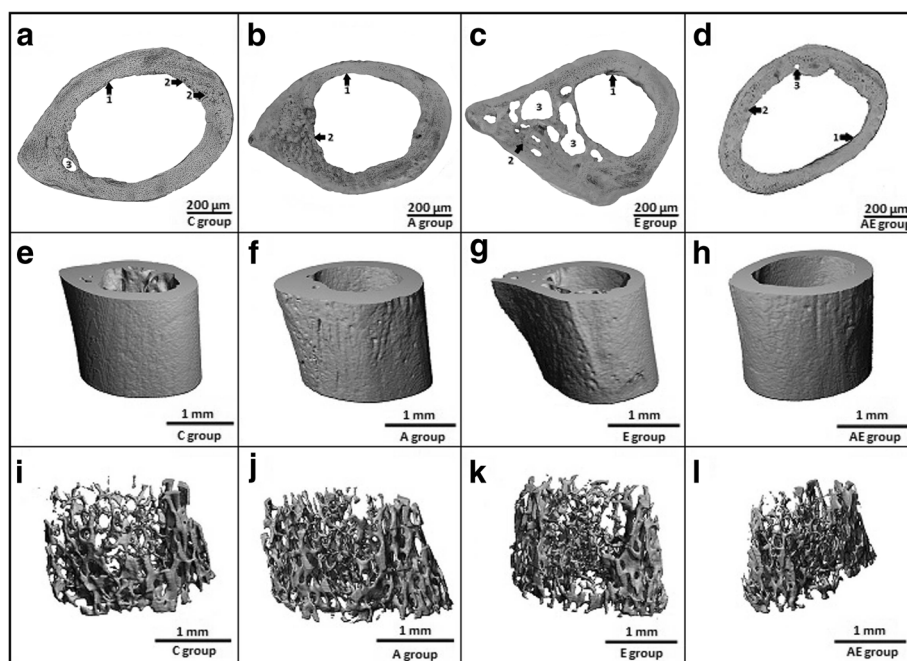 a
2
1
2
3
200 µm
C group
b
1
2
200 µm
A group
c
1
3
2
3
200 µm
E group
d
3
2
1
200 µm
AE group
e
1 mm
C group
f
1 mm
A group
g
1 mm
E group
h
1 mm
AE group
i
1 mm
C group
j
1 mm
A group
k
1 mm
E group
l
1 mm
AE group